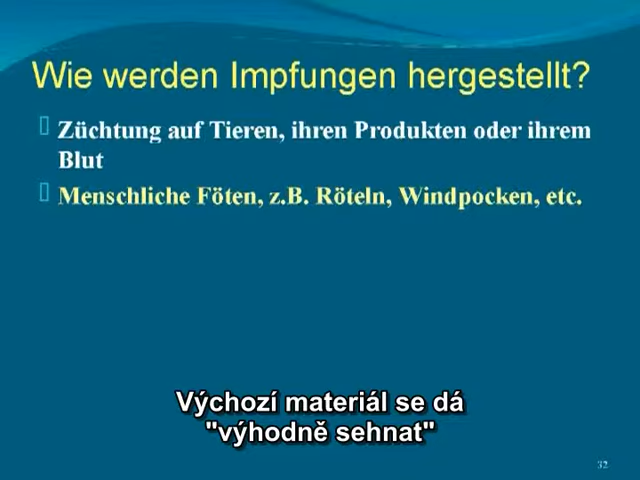 Wie werden Impfungen hergestellt?
Züchtung auf Tieren, ihren Produkten oder ihrem
Blut
Menschliche Föten, z.B. Röteln, Windpocken, etc.
Výchozí materiál se dá
"výhodně sehnat"
32